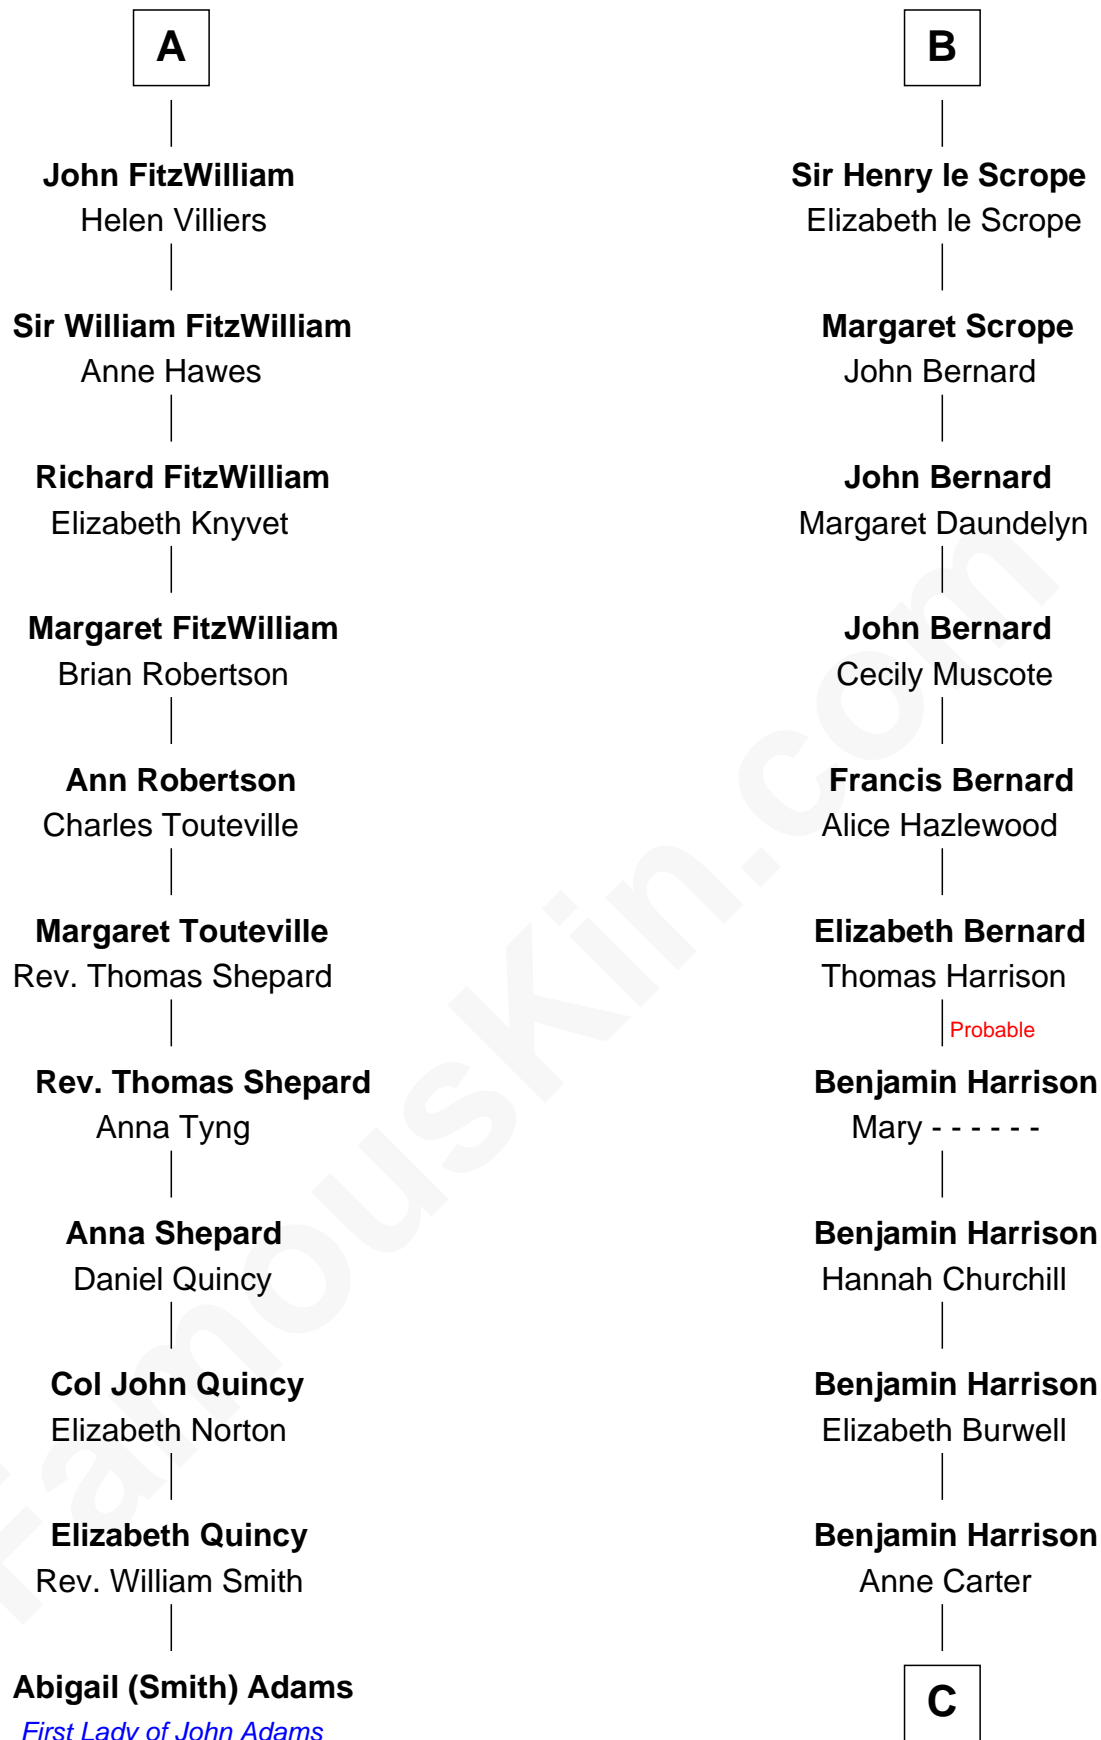 A
John FitzWilliam
Helen Villiers
Sir William FitzWilliam
Anne Hawes
Richard FitzWilliam
Elizabeth Knyvet
Margaret FitzWilliam
Brian Robertson
Ann Robertson
Charles Touteville
Margaret Touteville
Rev. Thomas Shepard
Rev. Thomas Shepard
Anna Tyng
Anna Shepard
Daniel Quincy
Col John Quincy
Elizabeth Norton
Elizabeth Quincy
Rev. William Smith
Abigail (Smith) Adams
First Lady of John Adams
B
Sir Henry le Scrope
Elizabeth le Scrope
Margaret Scrope
John Bernard
John Bernard
Margaret Daundelyn
John Bernard
Cecily Muscote
Francis Bernard
Alice Hazlewood
Elizabeth Bernard
Thomas Harrison
Probable
Benjamin Harrison
Mary - - - - - -
Benjamin Harrison
Hannah Churchill
Benjamin Harrison
Elizabeth Burwell
Benjamin Harrison
Anne Carter
C
FamousKin.com